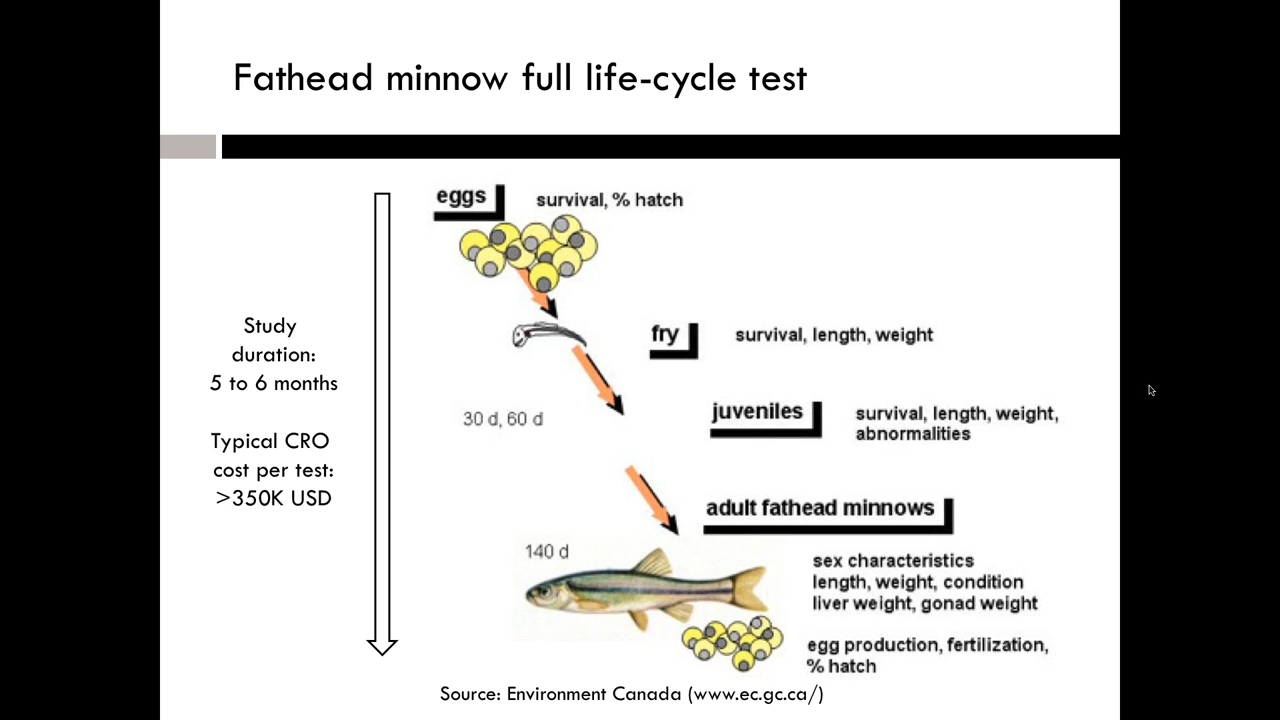 Fathead minnow full life-cycle test
eggs
survival, % hatch
Study
duration:
5 to 6 months
Typical CRO
cost per test:
>350K USD
fry
survival, length, weight
30 d, 60 d
juveniles
survival, length, weight,
abnormalities
adult fathead minnows
140 d
sex characteristics
length, weight, condition
liver weight, gonad weight
egg production, fertilization,
% hatch
Source: Environment Canada (www.ec.gc.ca/)